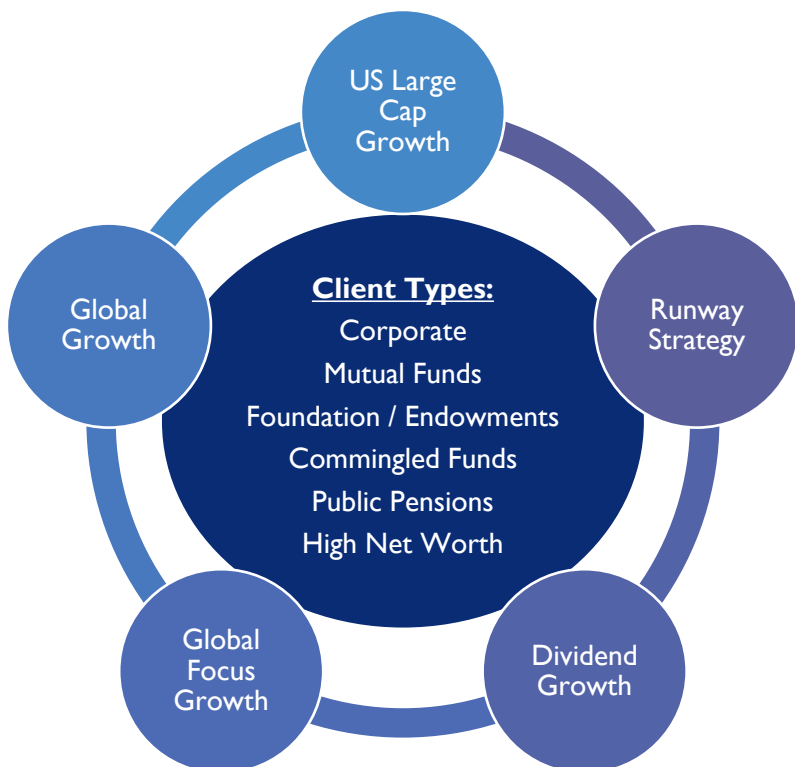 US Large
Cap
Growth
Global
Growth
Client Types:
Corporate
Mutual Funds
Foundation / Endowments
Commingled Funds
Public Pensions
High Net Worth
Runway
Strategy
Global
Focus
Growth
Dividend
Growth